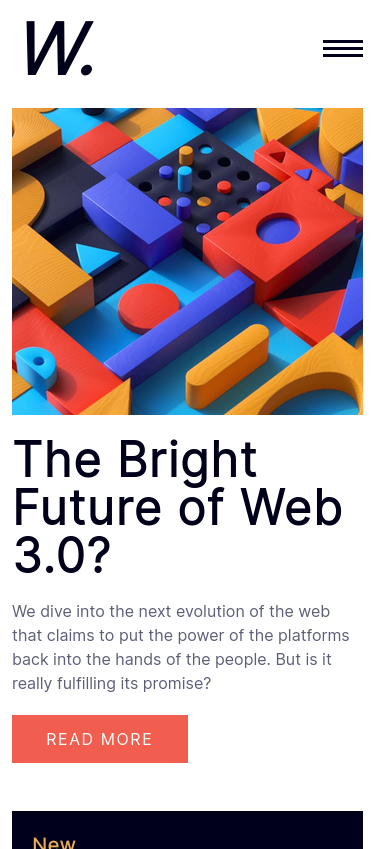 W.
The Bright
Future of Web
3.0?
We dive into the next evolution of the web
that claims to put the power of the platforms
back into the hands of the people. But is it
really fulfilling its promise?
READ MORE
New